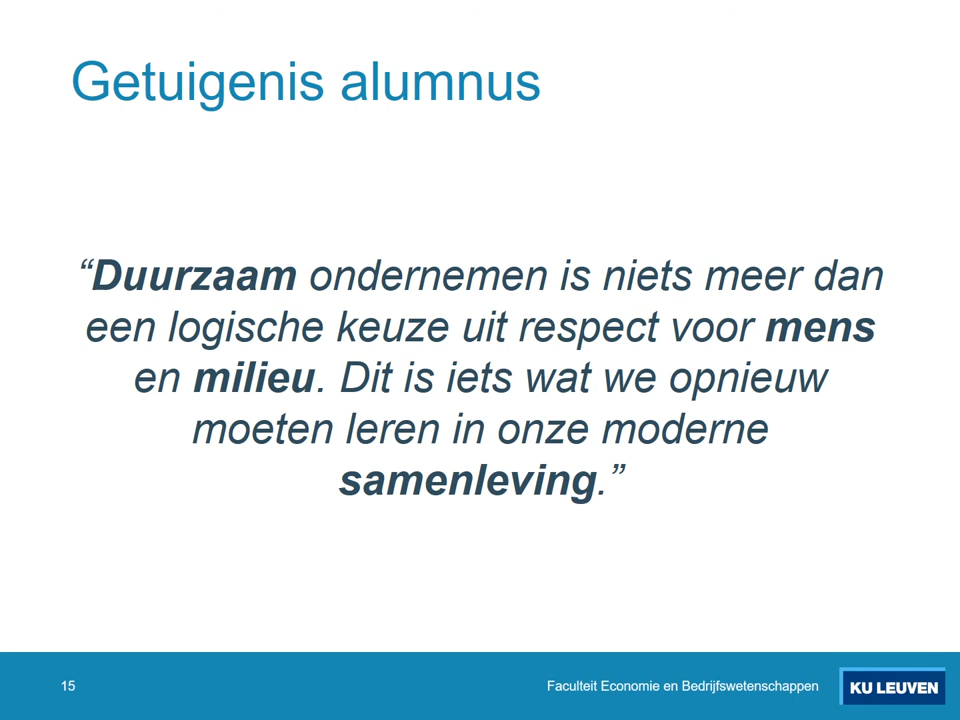 Getuigenis alumnus
“Duurzaam ondernemen is niets meer dan
een logische keuze uit respect voor mens
en milieu. Dit is iets wat we opnieuw
moeten leren in onze moderne
samenleving.”
15
Faculteit Economie en Bedrijfswetenschappen
KU LEUVEN